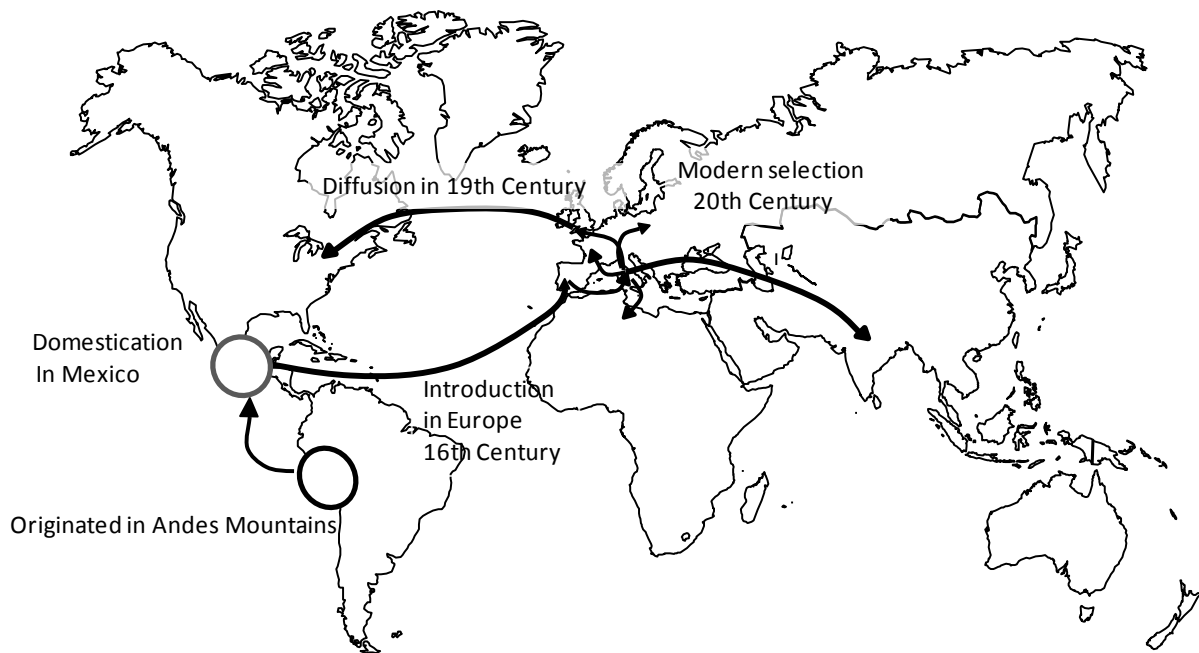 Diffusion in 19th Century
Modern selection
20th Century
Domestication
In Mexico
Introduction
in Europe
16th Century
Originated in Andes Mountains